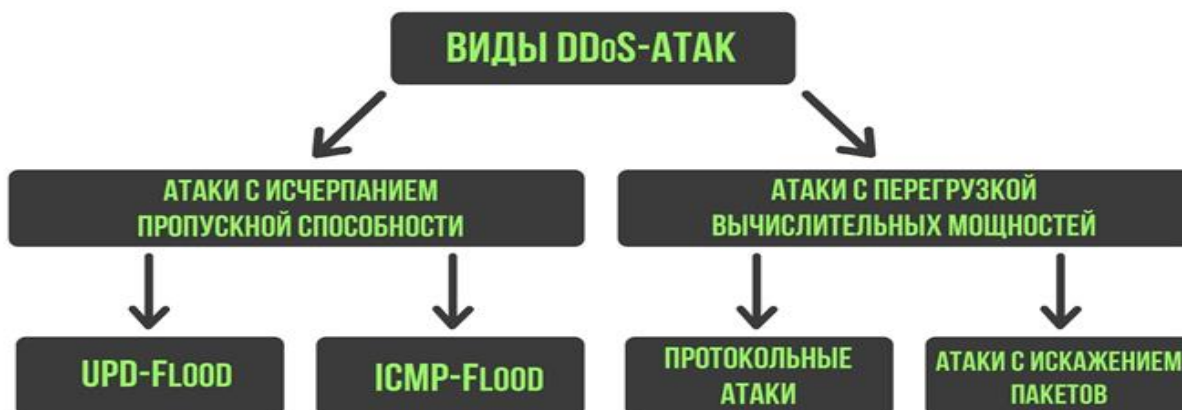 ВИДЫ DDOS-АТАК
АТАКИ С ИСЧЕРПАНИЕМ
ПРОПУСКНОЙ СПОСОБНОСТИ
АТАКИ С ПЕРЕГРУЗКОЙ
ВЫЧИСЛИТЕЛЬНЫХ МОЩНОСТЕЙ
UPD-FLOOD
ICMP-FLOOD
ПРОТОКОЛЬНЫЕ
АТАКИ
АТАКИ С ИСКАЖЕНИЕМ
ПАКЕТОВ